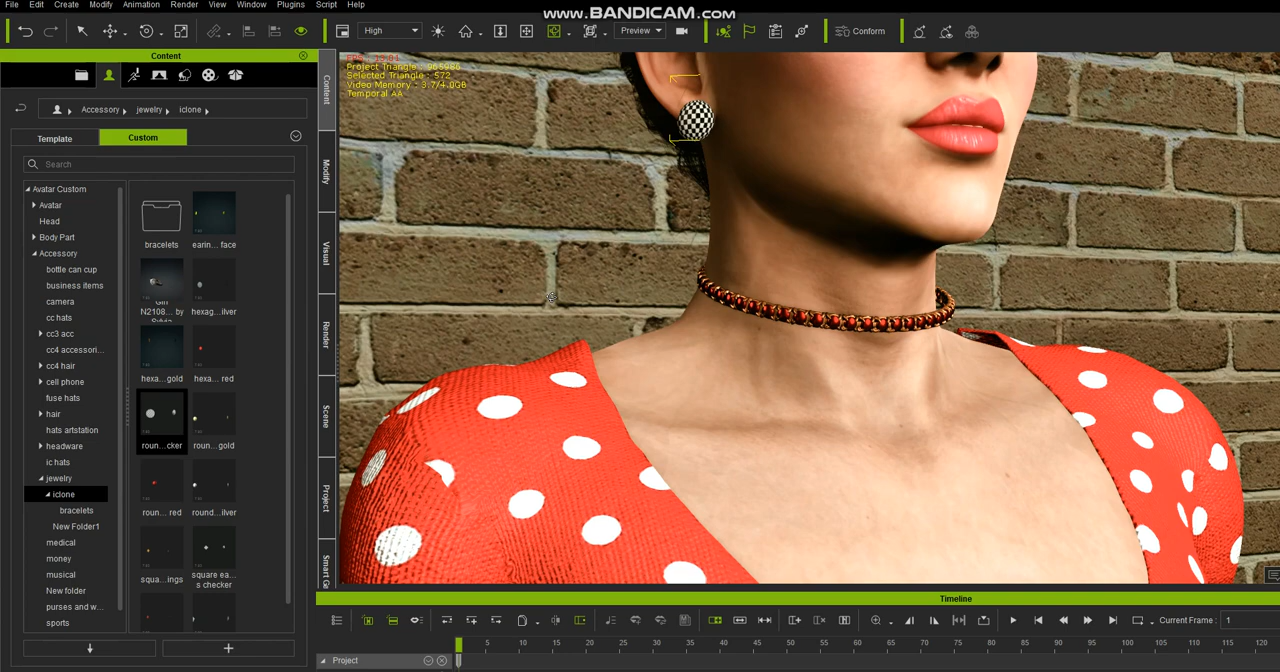 www.BANDICAM.com
File Edit Create Modify Animation Render View Window Plugins Script Help
High
Preview
Conform
Content
Project Triangle : 965986
Selected Triangle : 572
Video Memory : 3.7/4.0GB
Temporal AA
Accessory
jewelry
iclone
Template
Custom
Search
Avatar Custom
Avatar
Head
Body Part
Accessory
bottle can cup
business items
camera
cc hats
cc3 acc
cc4 accessori...
cc4 hair
cell phone
fuse hats
hair
hats artstation
headware
ic hats
jewelry
iclone
bracelets
New Folder1
medical
money
musical
New folder
purses and w...
sports
bracelets
earin... face
N2108... by
hexag...ilver
hexa...gold
hexa... red
roun...cker
roun...gold
roun... red
round...ilver
squa...ings
square ea...
s checker
Content
Modify
Visual
Render
Scene
Project
Timeline
Current Frame : 1
5 10 15 20 25 30 35 40 45 50 55 60 65 70 75 80 85 90 95 100 105 110 115 120
Project